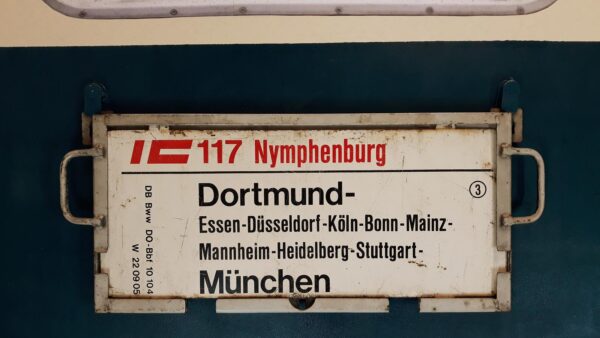 IC 117 Nymphenburg
Dortmund-
③
Essen-Düsseldorf-Köln-Bonn-Mainz-
Mannheim-Heidelberg-Stuttgart-
München
DB Bww DO-Bbf 10 104
W 22 09 05